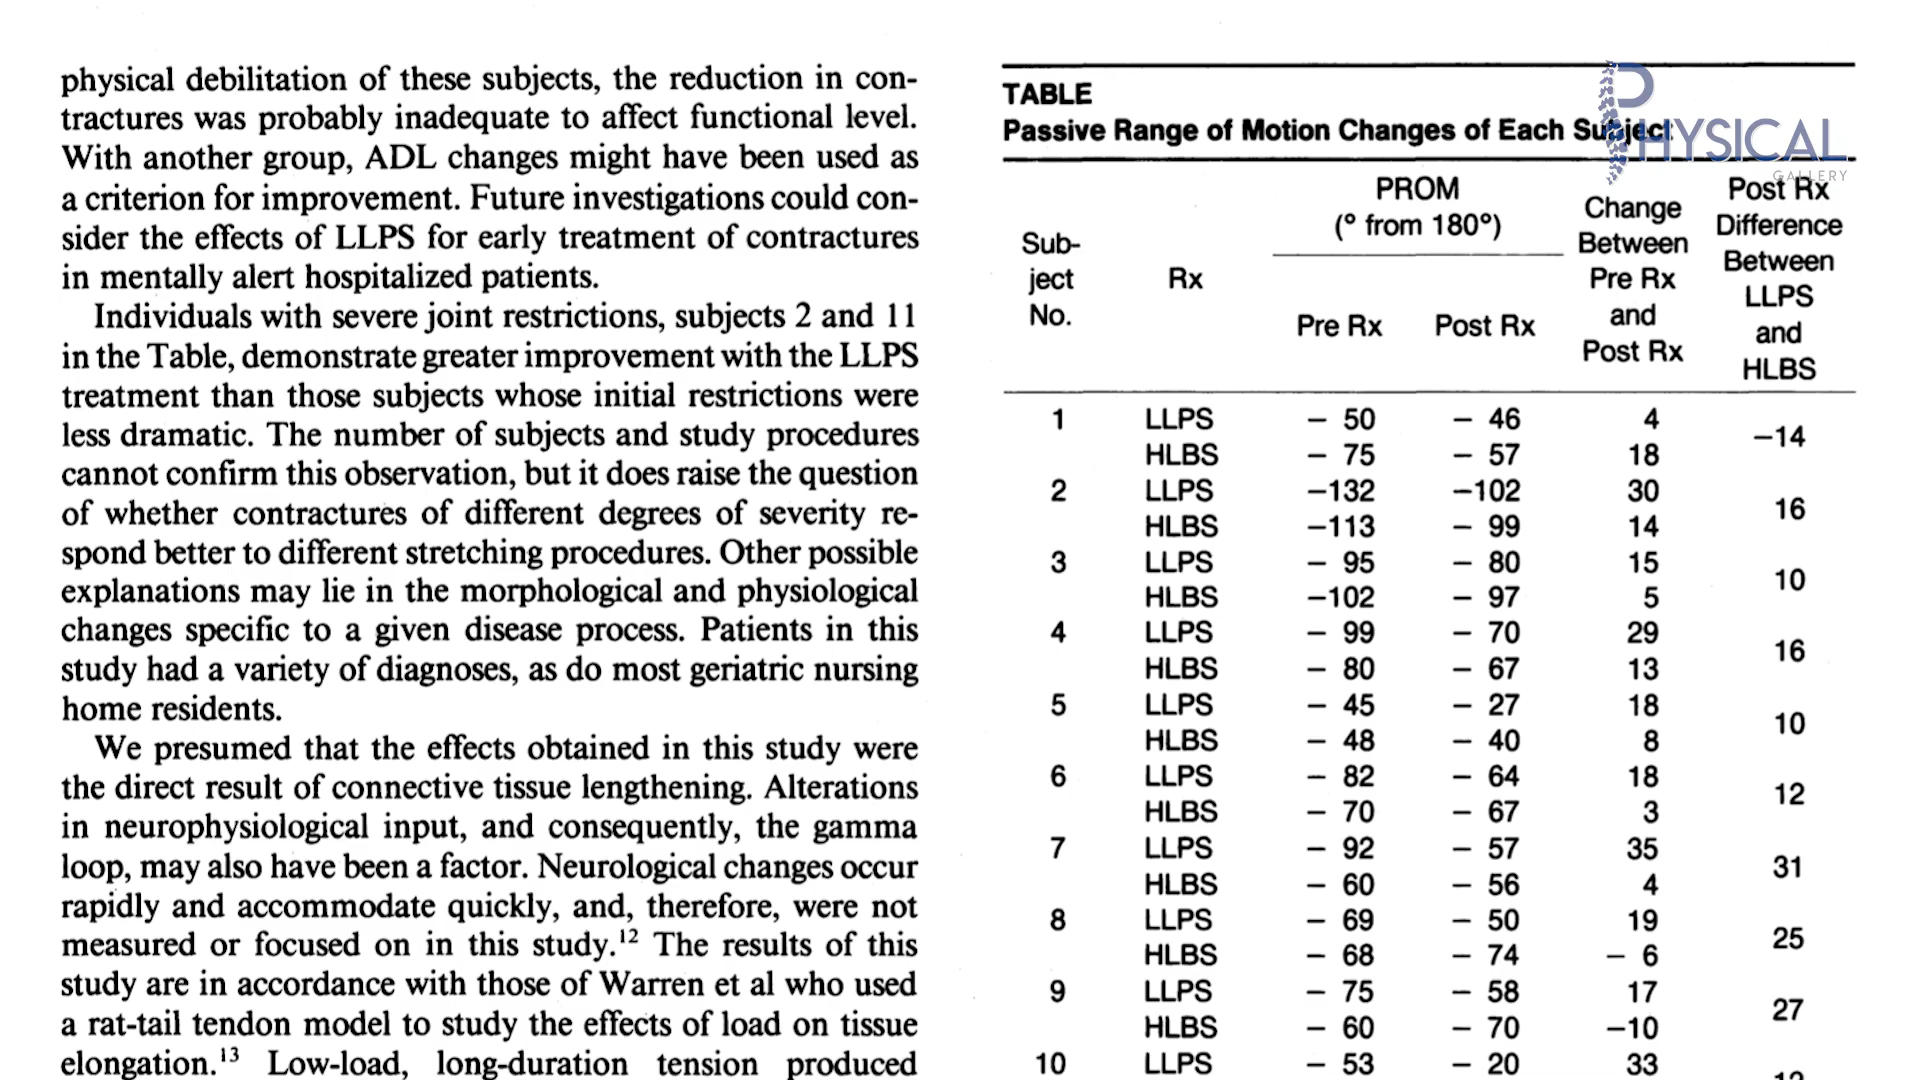 physical debilitation of these subjects, the reduction in con-
tractures was probably inadequate to affect functional level.
With another group, ADL changes might have been used as
a criterion for improvement. Future investigations could con-
sider the effects of LLPS for early treatment of contractures
in mentally alert hospitalized patients.
Individuals with severe joint restrictions, subjects 2 and 11
in the Table, demonstrate greater improvement with the LLPS
treatment than those subjects whose initial restrictions were
less dramatic. The number of subjects and study procedures
cannot confirm this observation, but it does raise the question
of whether contractures of different degrees of severity re-
spond better to different stretching procedures. Other possible
explanations may lie in the morphological and physiological
changes specific to a given disease process. Patients in this
study had a variety of diagnoses, as do most geriatric nursing
home residents.
We presumed that the effects obtained in this study were
the direct result of connective tissue lengthening. Alterations
in neurophysiological input, and consequently, the gamma
loop, may also have been a factor. Neurological changes occur
rapidly and accommodate quickly, and, therefore, were not
measured or focused on in this study.¹² The results of this
study are in accordance with those of Warren et al who used
a rat-tail tendon model to study the effects of load on tissue
elongation.¹³ Low-load, long-duration tension produced
TABLE
Passive Range of Motion Changes of Each Subject
PHYSICAL
GALLERY
Sub-
ject
No.
Rx
PROM
(° from 180°)
Pre Rx Post Rx
Change
Between
Pre Rx
and
Post Rx
Post Rx
Difference
Between
LLPS
and
HLBS
1 LLPS – 50 – 46 4
–14
HLBS – 75 – 57 18
2 LLPS –132 –102 30
16
HLBS –113 – 99 14
3 LLPS – 95 – 80 15
10
HLBS –102 – 97 5
4 LLPS – 99 – 70 29
16
HLBS – 80 – 67 13
5 LLPS – 45 – 27 18
10
HLBS – 48 – 40 8
6 LLPS – 82 – 64 18
12
HLBS – 70 – 67 3
7 LLPS – 92 – 57 35
31
HLBS – 60 – 56 4
8 LLPS – 69 – 50 19
25
HLBS – 68 – 74 – 6
9 LLPS – 75 – 58 17
27
HLBS – 60 – 70 –10
10 LLPS – 53 – 20 33